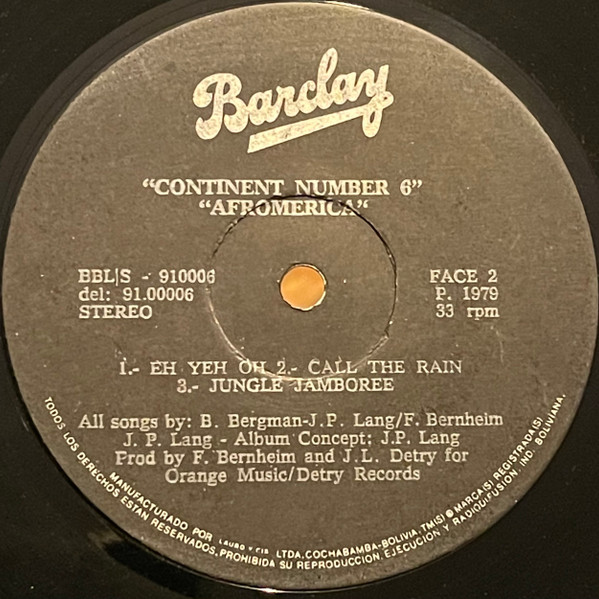 Barclay
“CONTINENT NUMBER 6”
“AFROMERICA”
BBL|S - 910006
del: 91.00006
STEREO
FACE 2
P. 1979
33 rpm
1.- EH YEH OH 2.- CALL THE RAIN
3.- JUNGLE JAMBOREE
All songs by: B. Bergman-J.P. Lang/F. Bernheim
J. P. Lang - Album Concept; J.P. Lang
Prod by F. Bernheim and J.L. Detry for
Orange Music/Detry Records
MANUFACTURADO POR LAURO Y CIA LTDA. COCHABAMBA-BOLIVIA. TM(S) ® MARCA(S) REGISTRADA(S)
TODOS LOS DERECHOS ESTAN RESERVADOS. PROHIBIDA SU REPRODUCCION, EJECUCION Y RADIODIFUSION IND. BOLIVIANA.